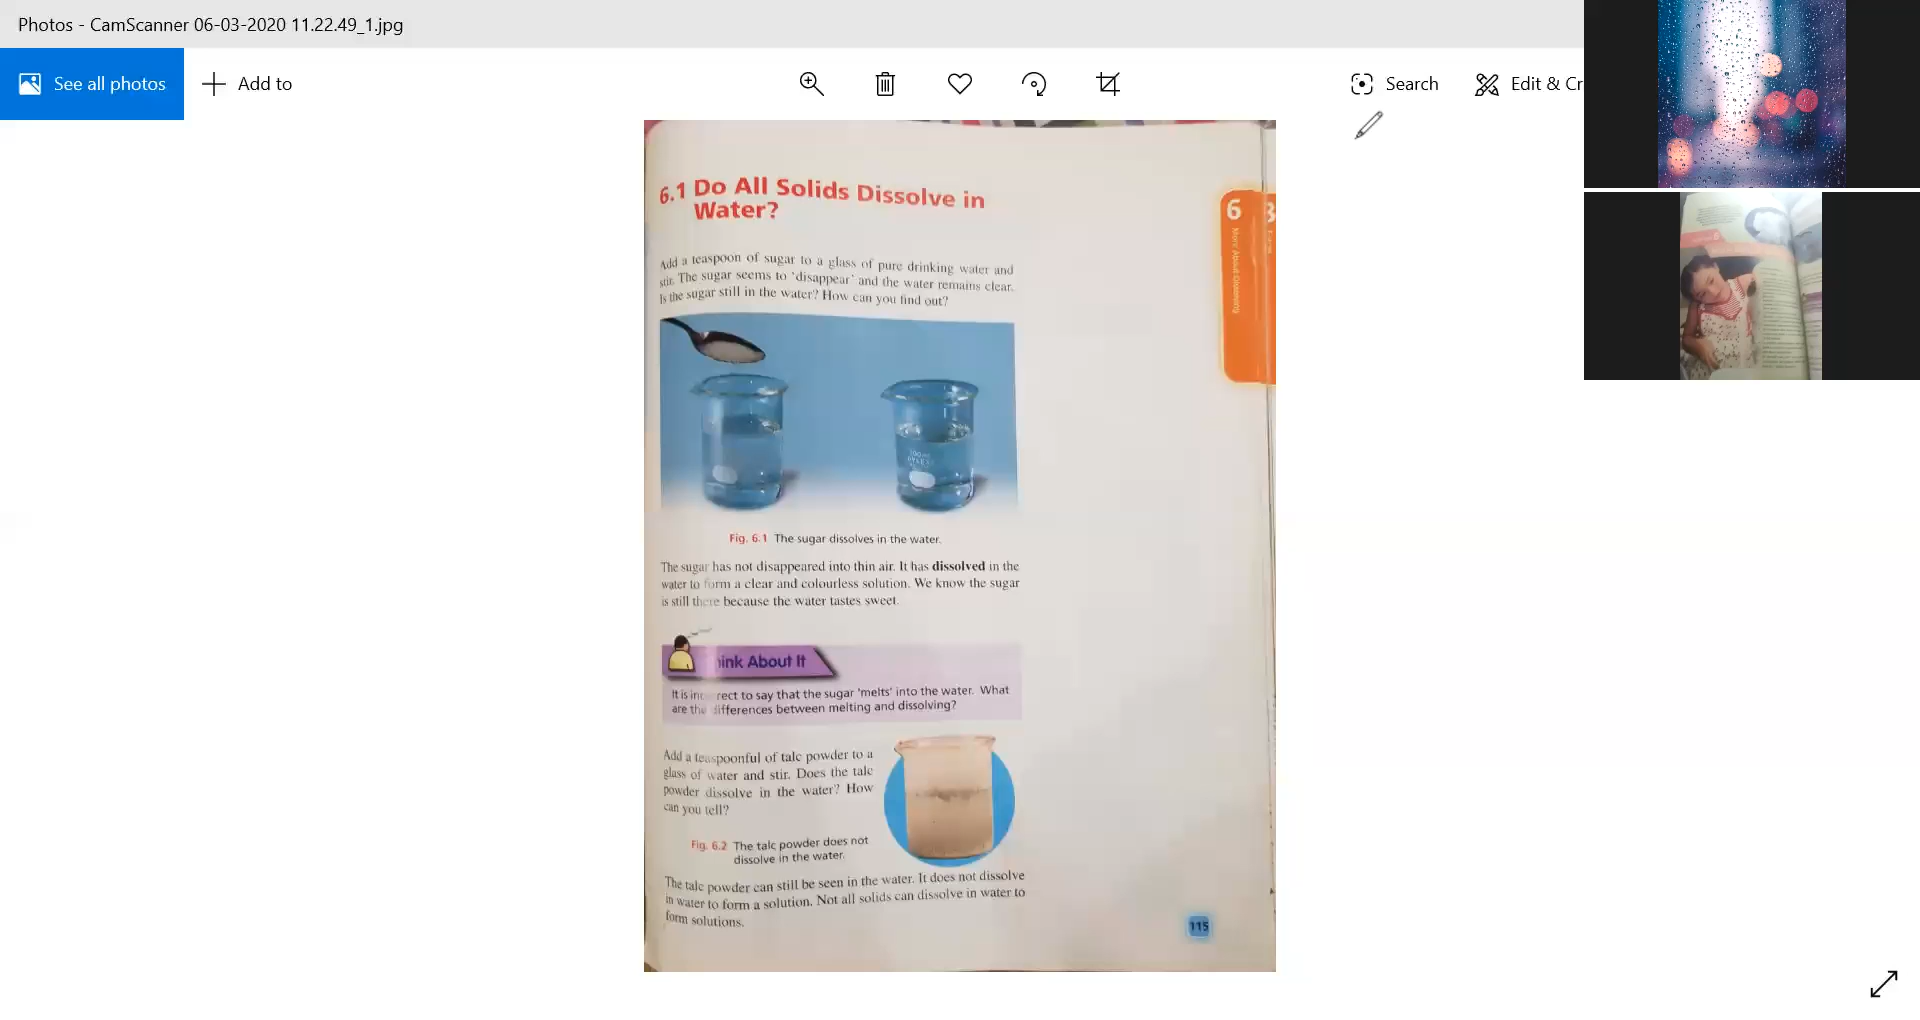 Photos - CamScanner 06-03-2020 11.22.49_1.jpg
See all photos
Add to
Search
Edit & Cr
6.1 Do All Solids Dissolve in
Water?
6
More About Dissolving
Add a teaspoon of sugar to a glass of pure drinking water and
stir. The sugar seems to 'disappear' and the water remains clear.
Is the sugar still in the water? How can you find out?
Fig. 6.1 The sugar dissolves in the water.
The sugar has not disappeared into thin air. It has dissolved in the
water to form a clear and colourless solution. We know the sugar
is still there because the water tastes sweet.
ink About It
It is incorrect to say that the sugar 'melts' into the water. What
are the differences between melting and dissolving?
Add a teaspoonful of talc powder to a
glass of water and stir. Does the talc
powder dissolve in the water? How
can you tell?
Fig. 6.2 The talc powder does not
dissolve in the water.
The talc powder can still be seen in the water. It does not dissolve
in water to form a solution. Not all solids can dissolve in water to
form solutions.
115